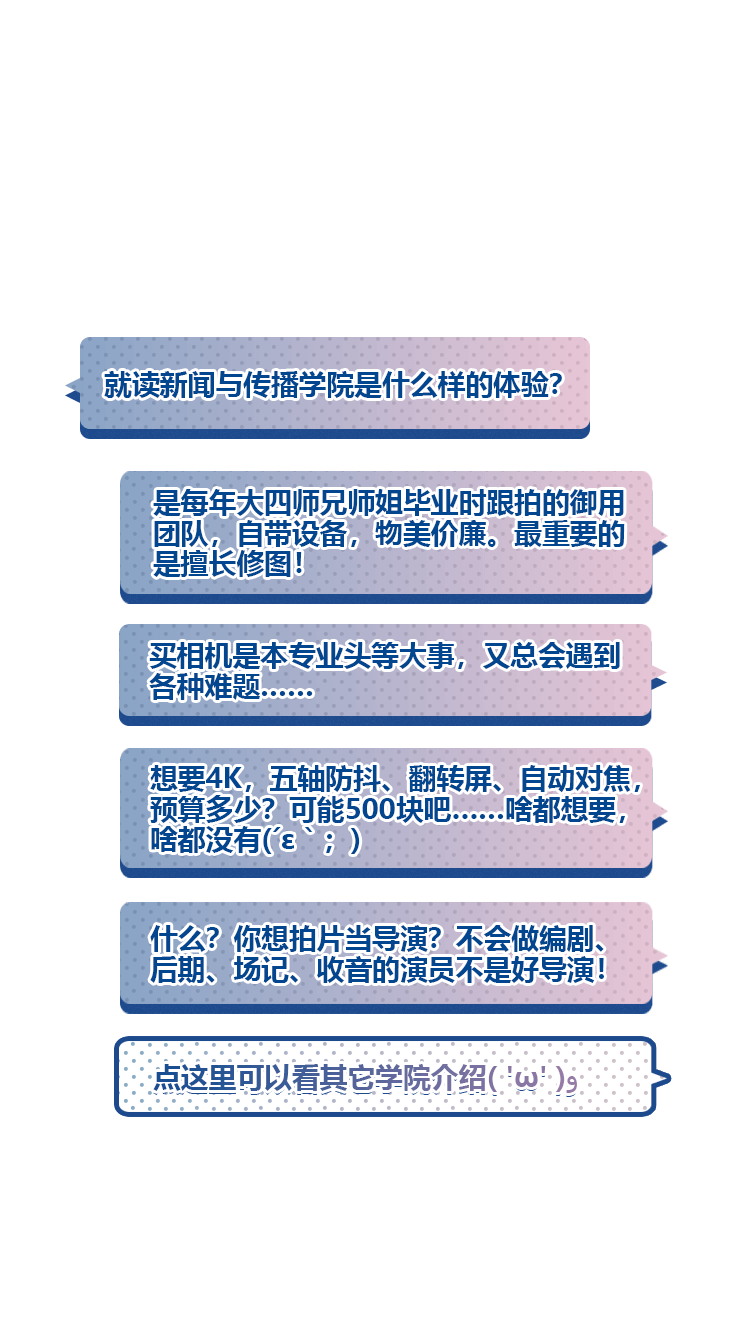 就读新闻与传播学院是什么样的体验？
是每年大四师兄师姐毕业时跟拍的御用
团队，自带设备，物美价廉。最重要的
是擅长修图！
买相机是本专业头等大事，又总会遇到
各种难题……
想要4K，五轴防抖、翻转屏、自动对焦，
预算多少？可能500块吧……啥都想要，
啥都没有(´ε｀；)
什么？你想拍片当导演？不会做编剧、
后期、场记、收音的演员不是好导演！
点这里可以看其它学院介绍( 'ω' )و